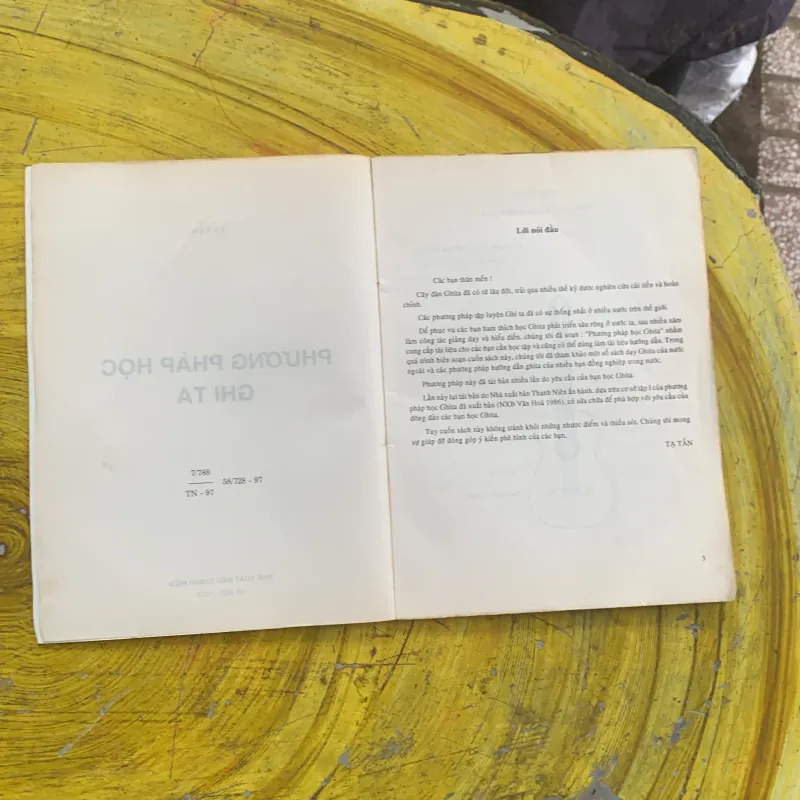 7/788
TN - 97
58/728 - 97
PHƯƠNG PHÁP HỌC
GHI TA
Lời nói đầu
Các bạn thân mến !
Cây đàn Ghita đã có từ lâu đời, trải qua nhiều thế kỷ được nghiên cứu cải tiến và hoàn
chỉnh.
Các phương pháp tập luyện Ghi ta đã có sự thống nhất ở nhiều nước trên thế giới.
Để phục vụ các bạn ham thích học Ghita phát triển sâu rộng ở nước ta, sau nhiều năm
làm công tác giảng dạy và biểu diễn, chúng tôi đã soạn : "Phương pháp học Ghita" nhằm
cung cấp tài liệu cho các bạn cần học tập và cũng có thể dùng làm tài liệu hướng dẫn. Trong
quá trình biên soạn cuốn sách này, chúng tôi đã tham khảo một số sách dạy Ghita của nước
ngoài và các phương pháp hướng dẫn ghita của nhiều bạn đồng nghiệp trong nước.
Phương pháp này đã tái bản nhiều lần do yêu cầu của bạn học Ghita.
Lần này lại tái bản do Nhà xuất bản Thanh Niên ấn hành, dựa trên cơ sở tập I của phương
pháp học Ghita đã xuất bản (NXB Văn Hoá 1986), có sửa chữa để phù hợp với yêu cầu của
đông đảo các bạn học Ghita.
Tuy cuốn sách này không tránh khỏi những nhược điểm và thiếu sót. Chúng tôi mong
sự giúp đỡ đóng góp ý kiến phê bình của các bạn.
TẠ TẤN
3